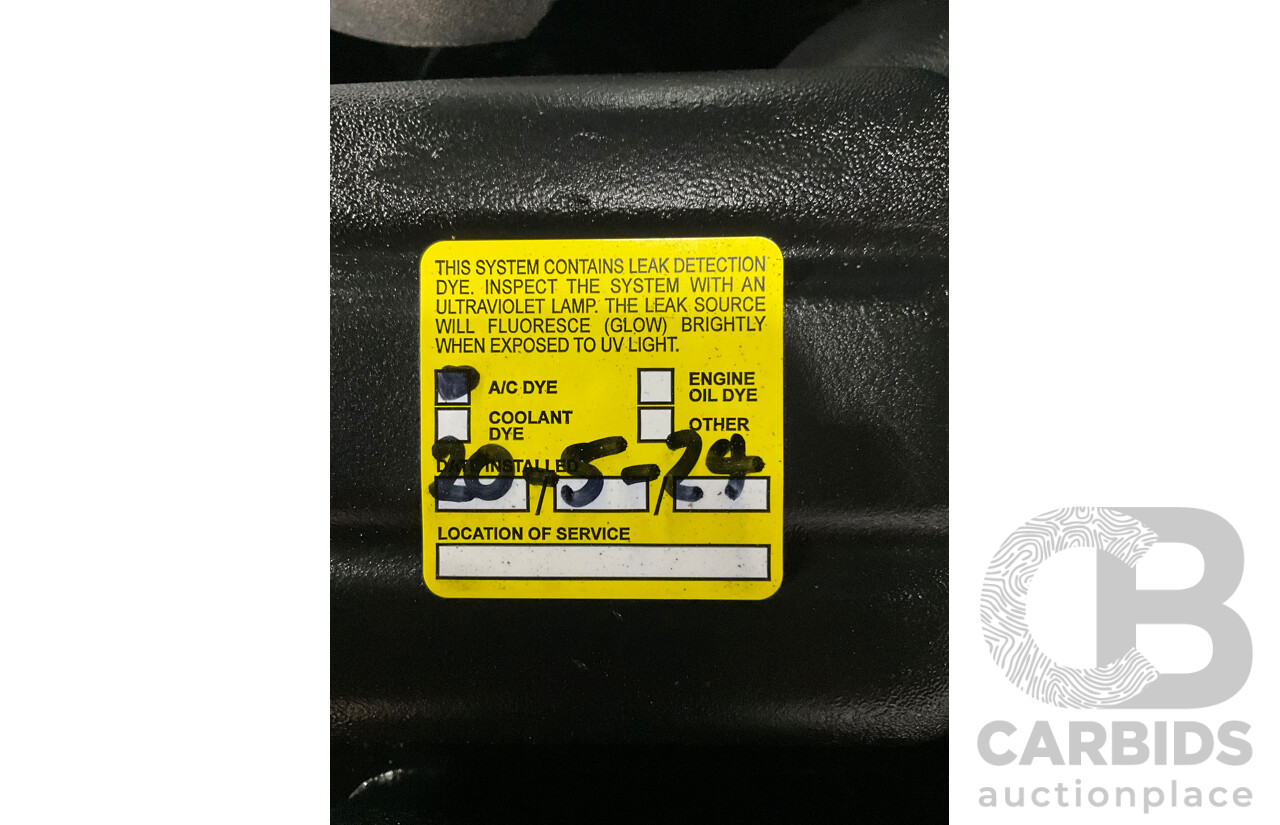 THIS SYSTEM CONTAINS LEAK DETECTION
DYE. INSPECT THE SYSTEM WITH AN
ULTRAVIOLET LAMP. THE LEAK SOURCE
WILL FLUORESCE (GLOW) BRIGHTLY
WHEN EXPOSED TO UV LIGHT.
A/C DYE
ENGINE
OIL DYE
COOLANT
DYE
OTHER
DATE INSTALLED
20-5-24
LOCATION OF SERVICE
CB
CARBIDS
auctionplace